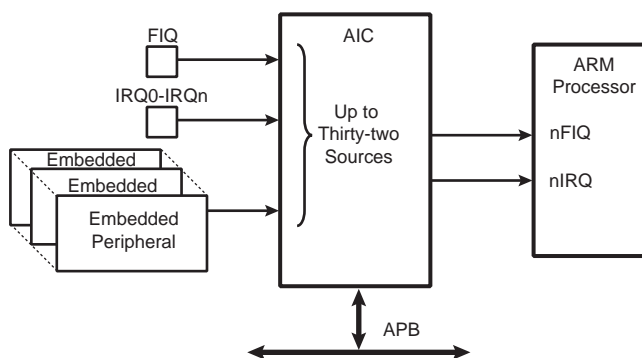 FIQ
IRQ0-IRQn
Embedded
Embedded
Embedded
Peripheral
AIC
Up to
Thirty-two
Sources
ARM
Processor
nFIQ
nIRQ
APB